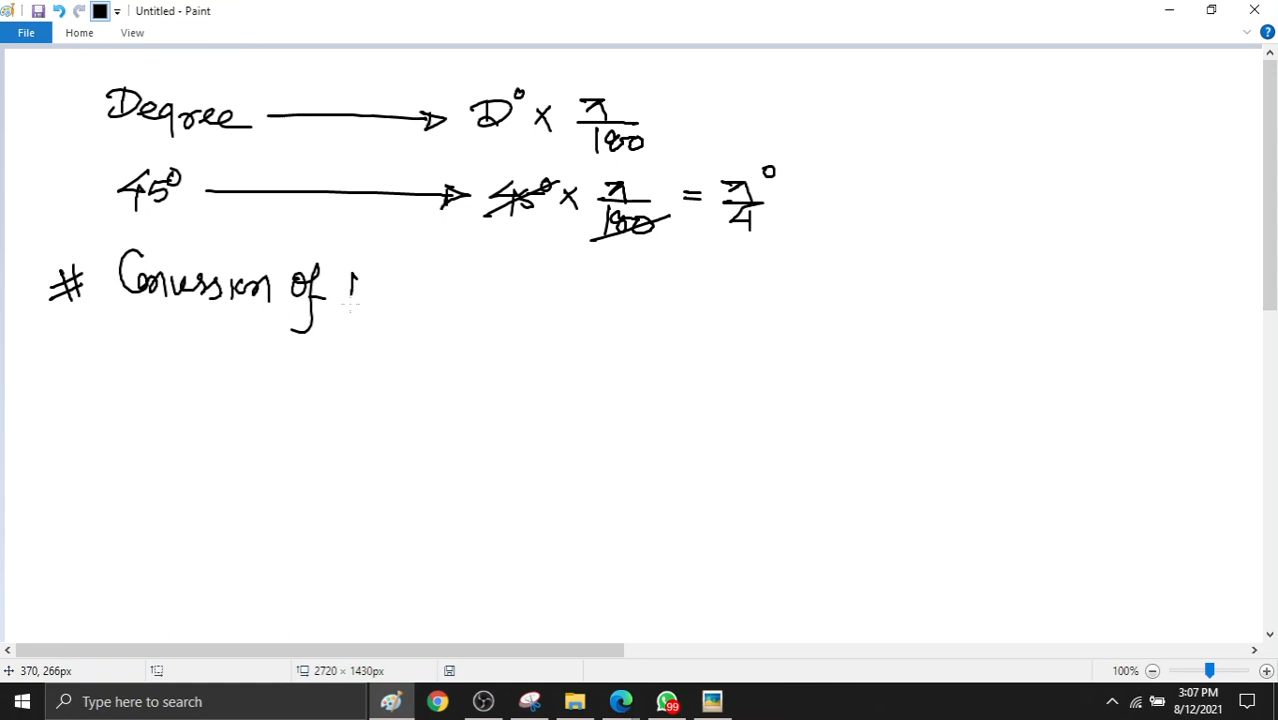 Untitled - Paint
File Home View
Degree → D° × π/180
45° → 45° × π/180 = π°/4
# Conversion of
370, 266px
2720 × 1430px
100%
Type here to search
99
3:07 PM
8/12/2021